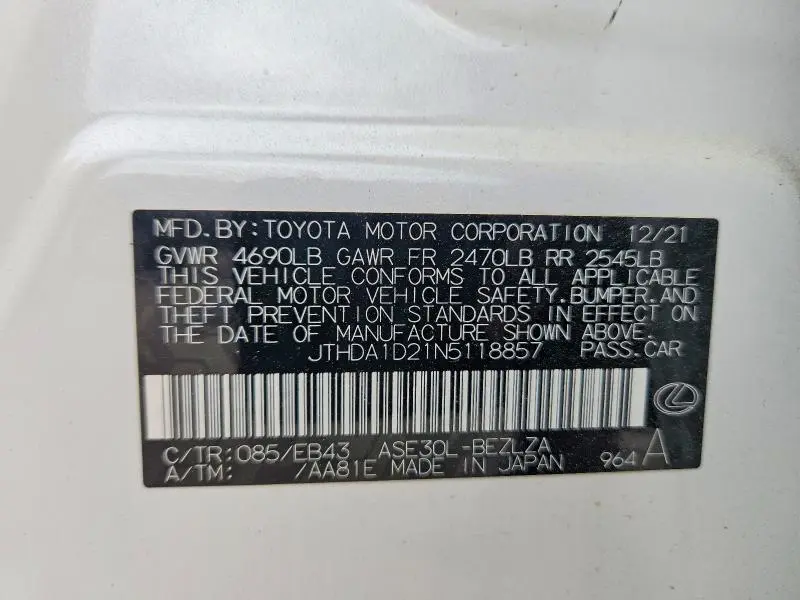 MFD.BY:TOYOTA MOTOR CORPORATION 12/21
GVWR 4690LB GAWR FR 2470LB RR 2545LB
THIS VEHICLE CONFORMS TO ALL APPLICABLE
FEDERAL MOTOR VEHICLE SAFETY.BUMPER.AND
THEFT PREVENTION STANDARDS IN EFFECT ON
THE DATE OF MANUFACTURE SHOWN ABOVE.
JTHDA1D21N5118857 PASS.CAR
C/TR:085/EB43 ASE30L-BEZLZA
A/TM: /AA81E MADE IN JAPAN 964 A